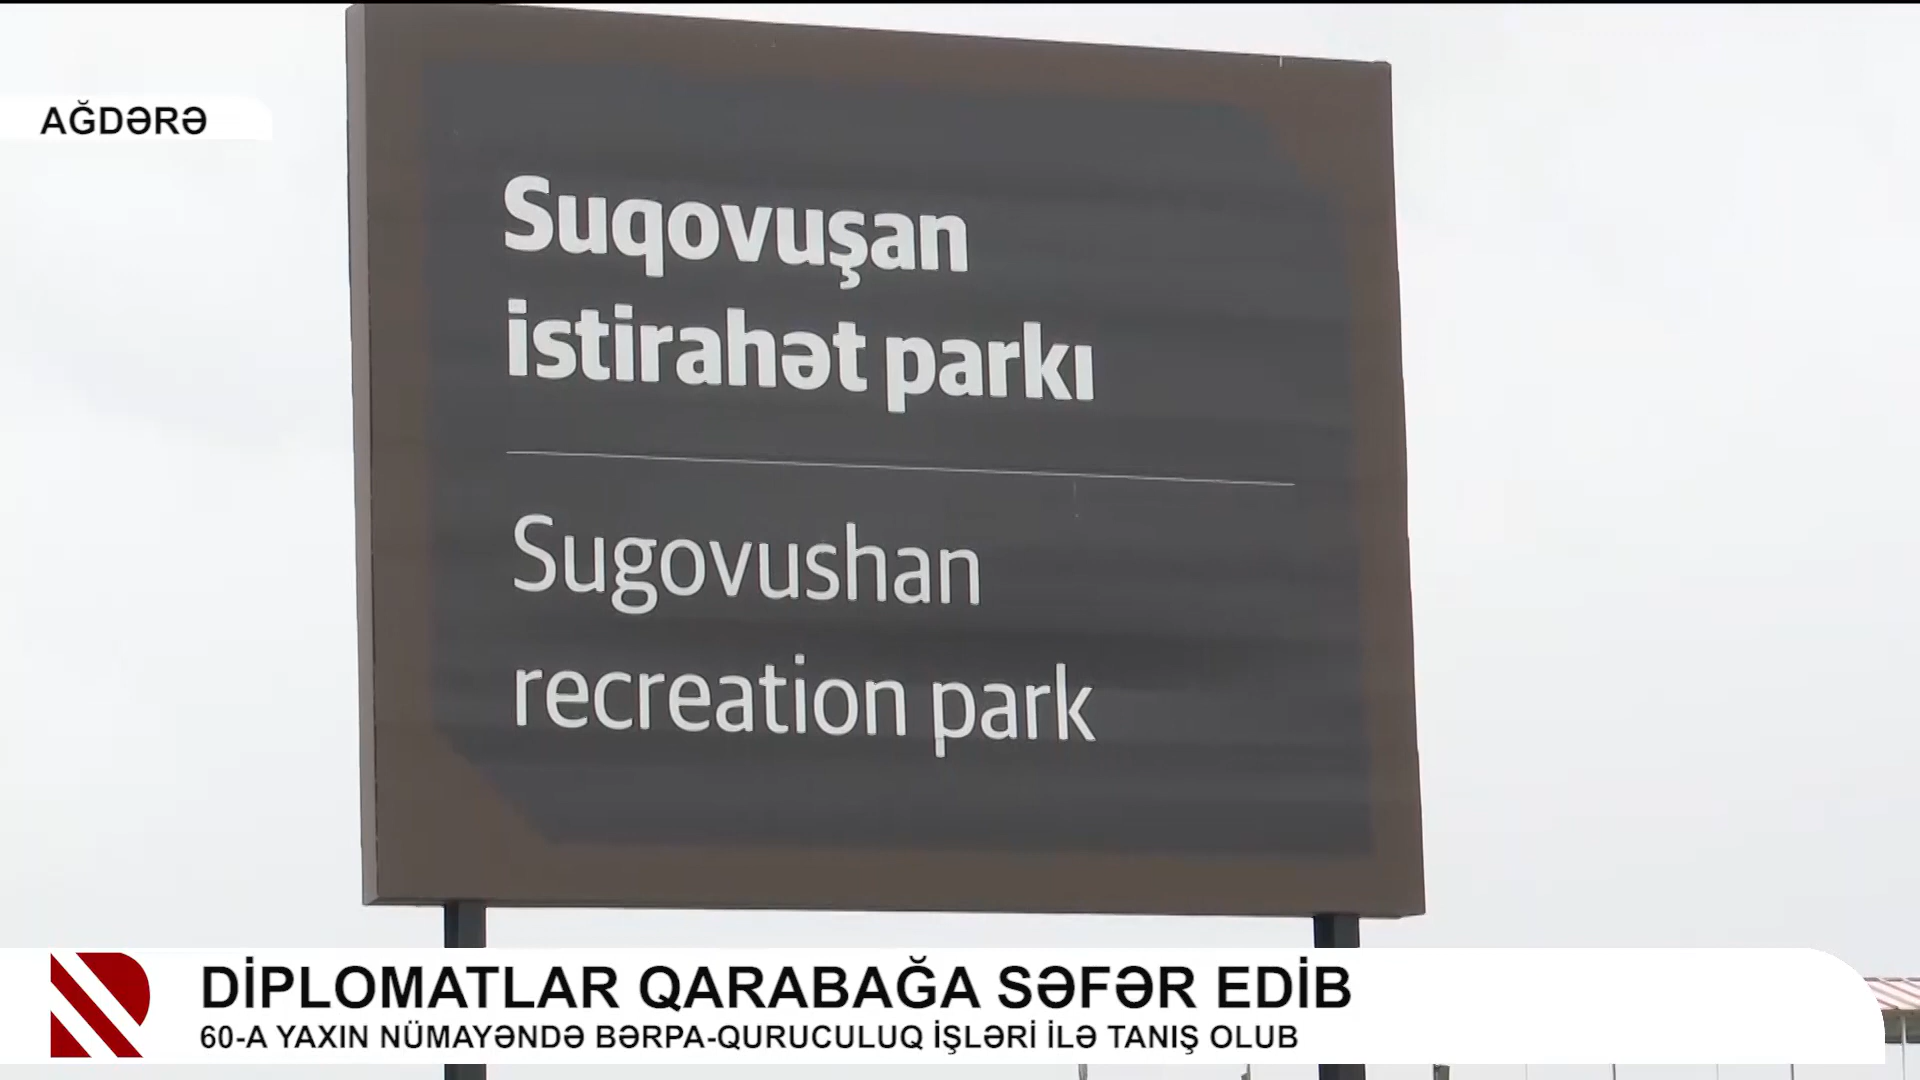 AĞDƏRƏ
Suqovuşan
istirahət parkı
Sugovushan
recreation park
DİPLOMATLAR QARABAĞA SƏFƏR EDİB
60-A YAXIN NÜMAYƏNDƏ BƏRPA-QURUCULUQ İŞLƏRİ İLƏ TANIŞ OLUB